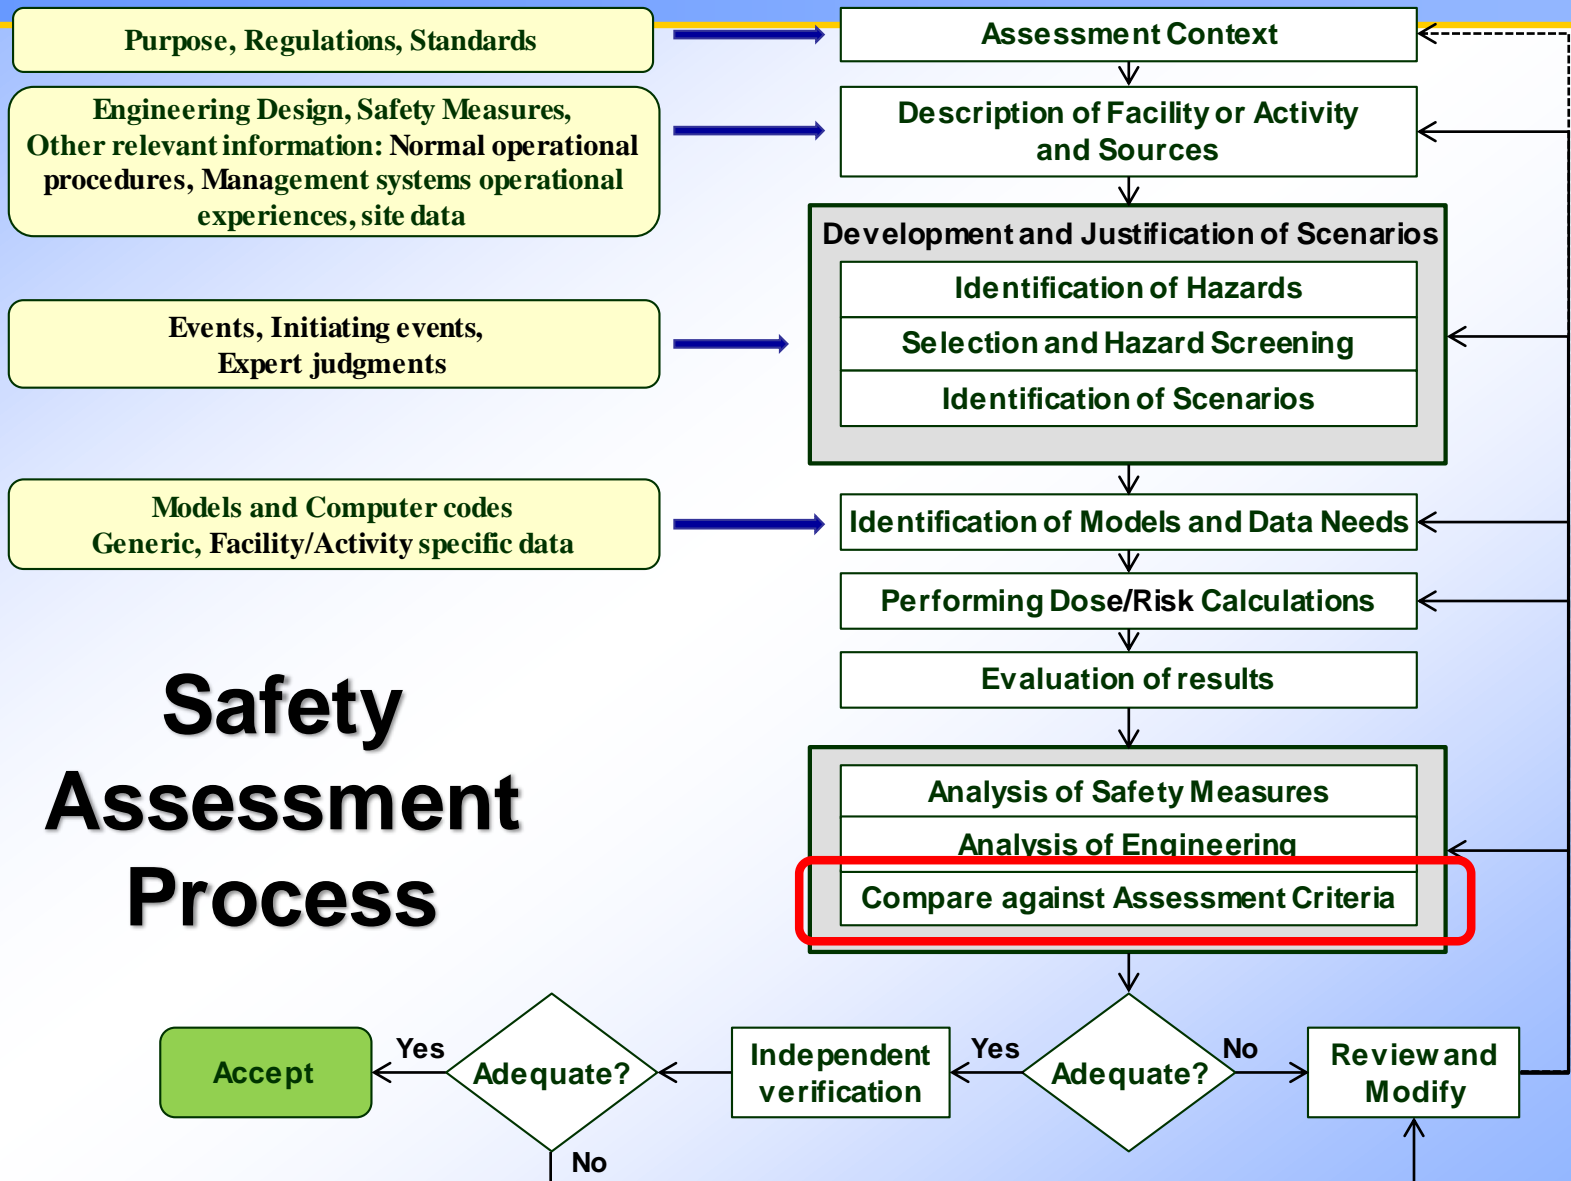 Purpose, Regulations, Standards
Assessment Context
Engineering Design, Safety Measures,
Other relevant information: Normal operational
procedures, Management systems operational
experiences, site data
Description of Facility or Activity
and Sources
Development and Justification of Scenarios
Identification of Hazards
Selection and Hazard Screening
Identification of Scenarios
Events, Initiating events,
Expert judgments
Models and Computer codes
Generic, Facility/Activity specific data
Identification of Models and Data Needs
Performing Dose/Risk Calculations
Evaluation of results
Safety
Assessment
Process
Analysis of Safety Measures
Analysis of Engineering
Compare against Assessment Criteria
Accept
Yes
Adequate?
No
Independent
verification
Yes
Adequate?
No
Review and
Modify